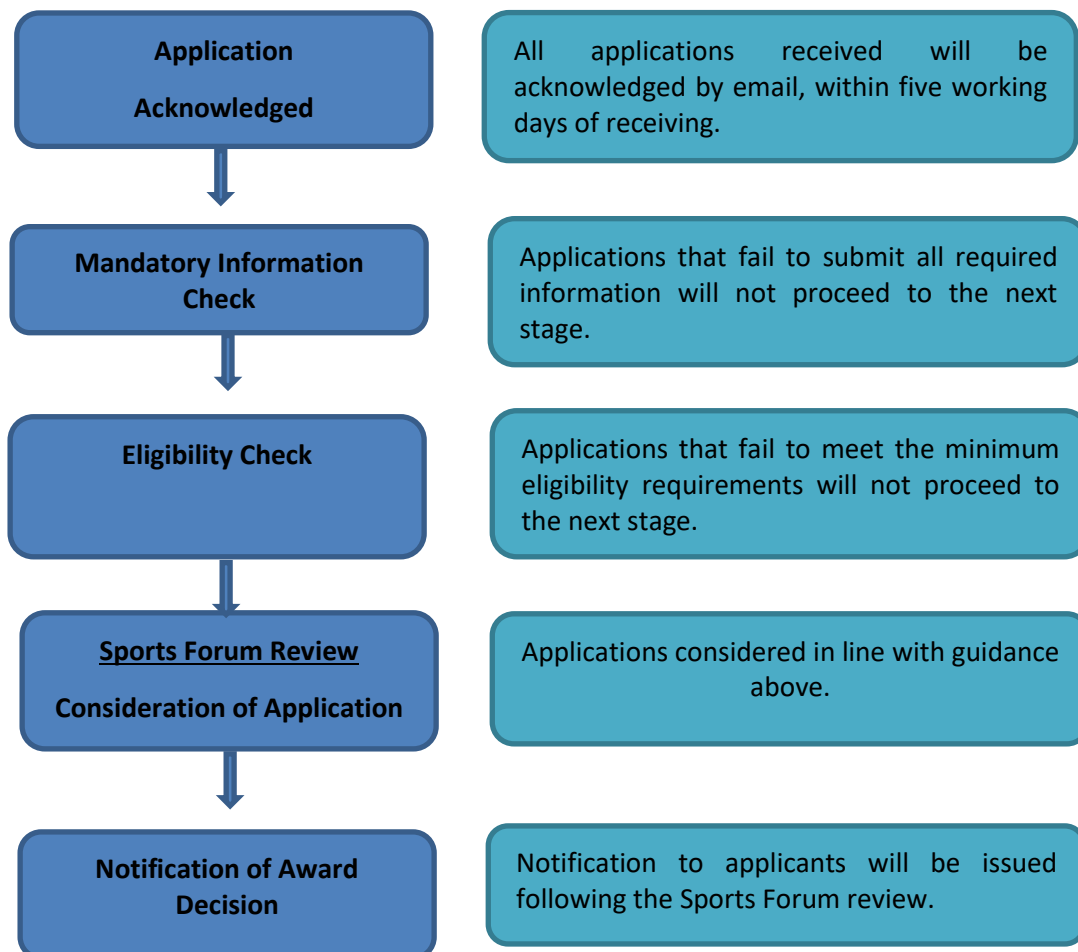 Application
Acknowledged
All applications received will be
acknowledged by email, within five working
days of receiving.
Mandatory Information
Check
Applications that fail to submit all required
information will not proceed to the next
stage.
Eligibility Check
Applications that fail to meet the minimum
eligibility requirements will not proceed to
the next stage.
Sports Forum Review
Consideration of Application
Applications considered in line with guidance
above.
Notification of Award
Decision
Notification to applicants will be issued
following the Sports Forum review.